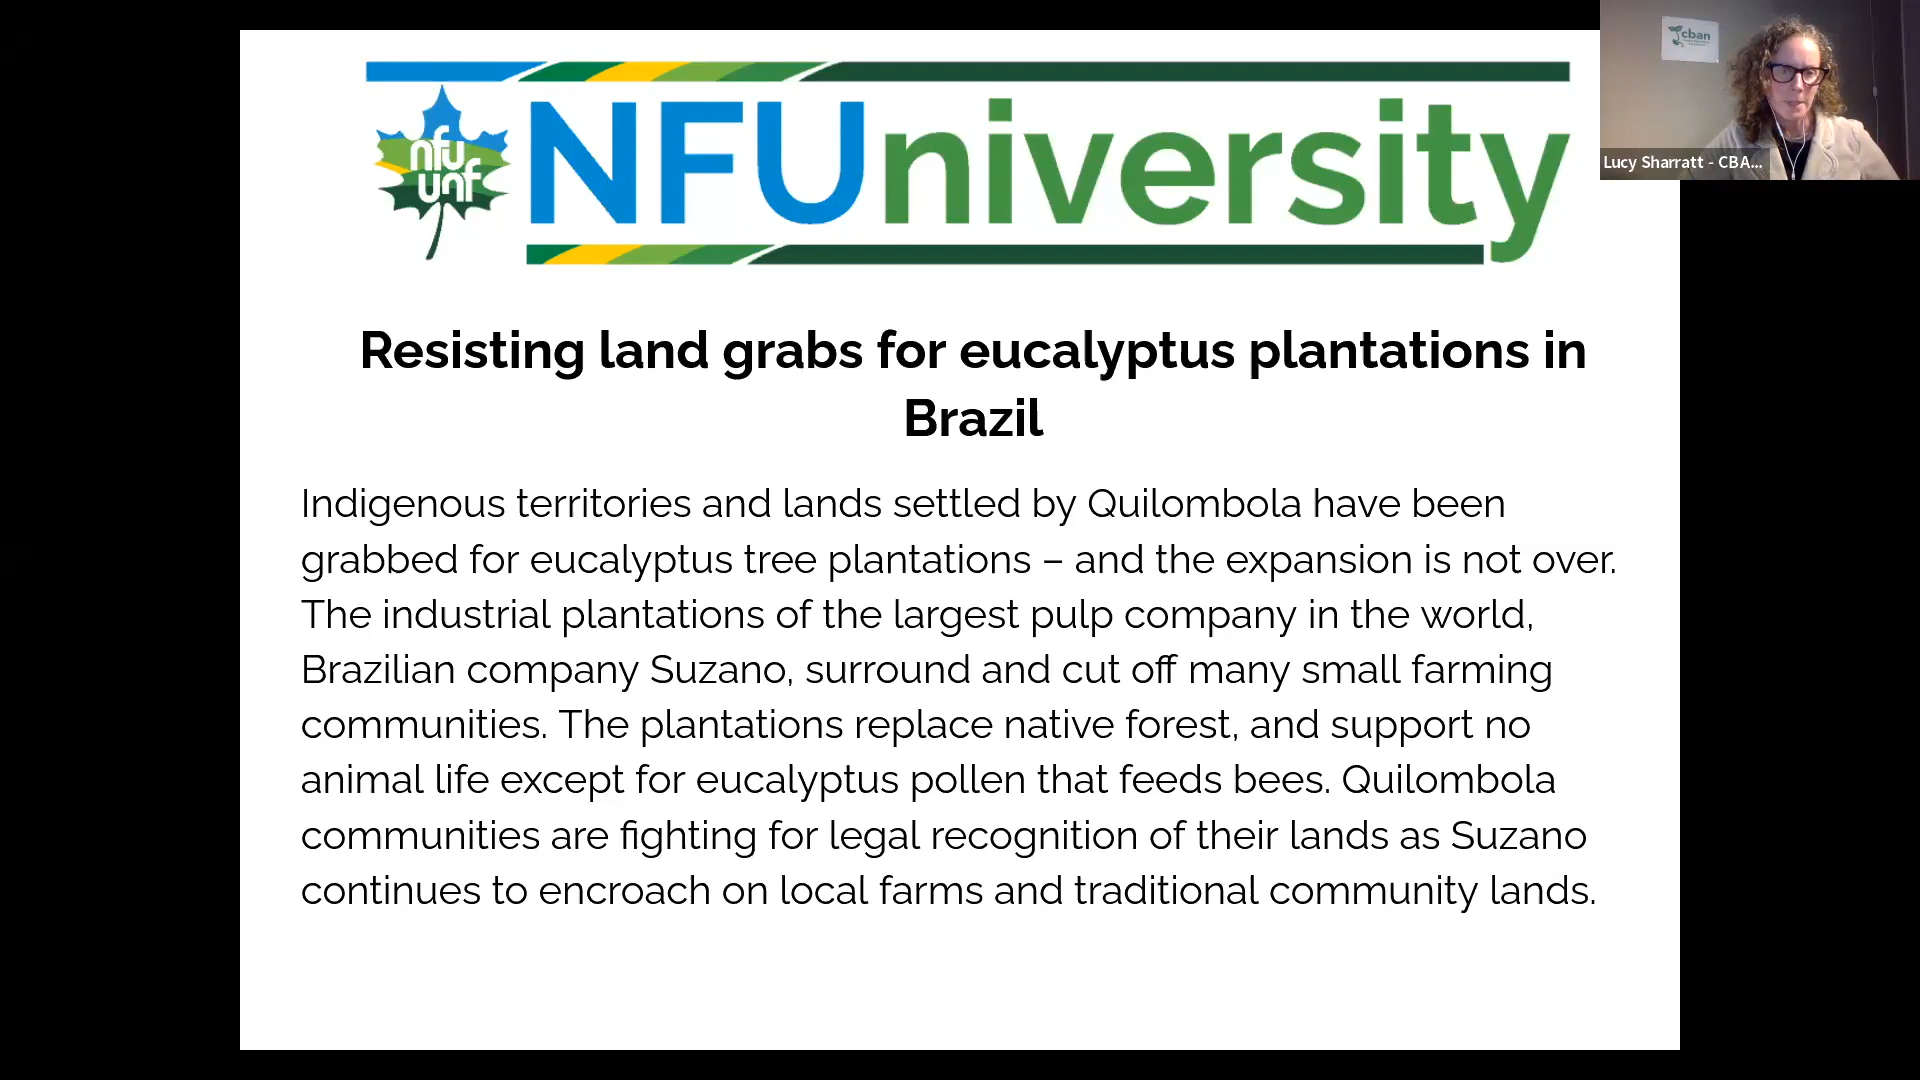 NFUniversity
nfu
unf
cban
Lucy Sharratt - CBA...
Resisting land grabs for eucalyptus plantations in
Brazil
Indigenous territories and lands settled by Quilombola have been
grabbed for eucalyptus tree plantations – and the expansion is not over.
The industrial plantations of the largest pulp company in the world,
Brazilian company Suzano, surround and cut off many small farming
communities. The plantations replace native forest, and support no
animal life except for eucalyptus pollen that feeds bees. Quilombola
communities are fighting for legal recognition of their lands as Suzano
continues to encroach on local farms and traditional community lands.